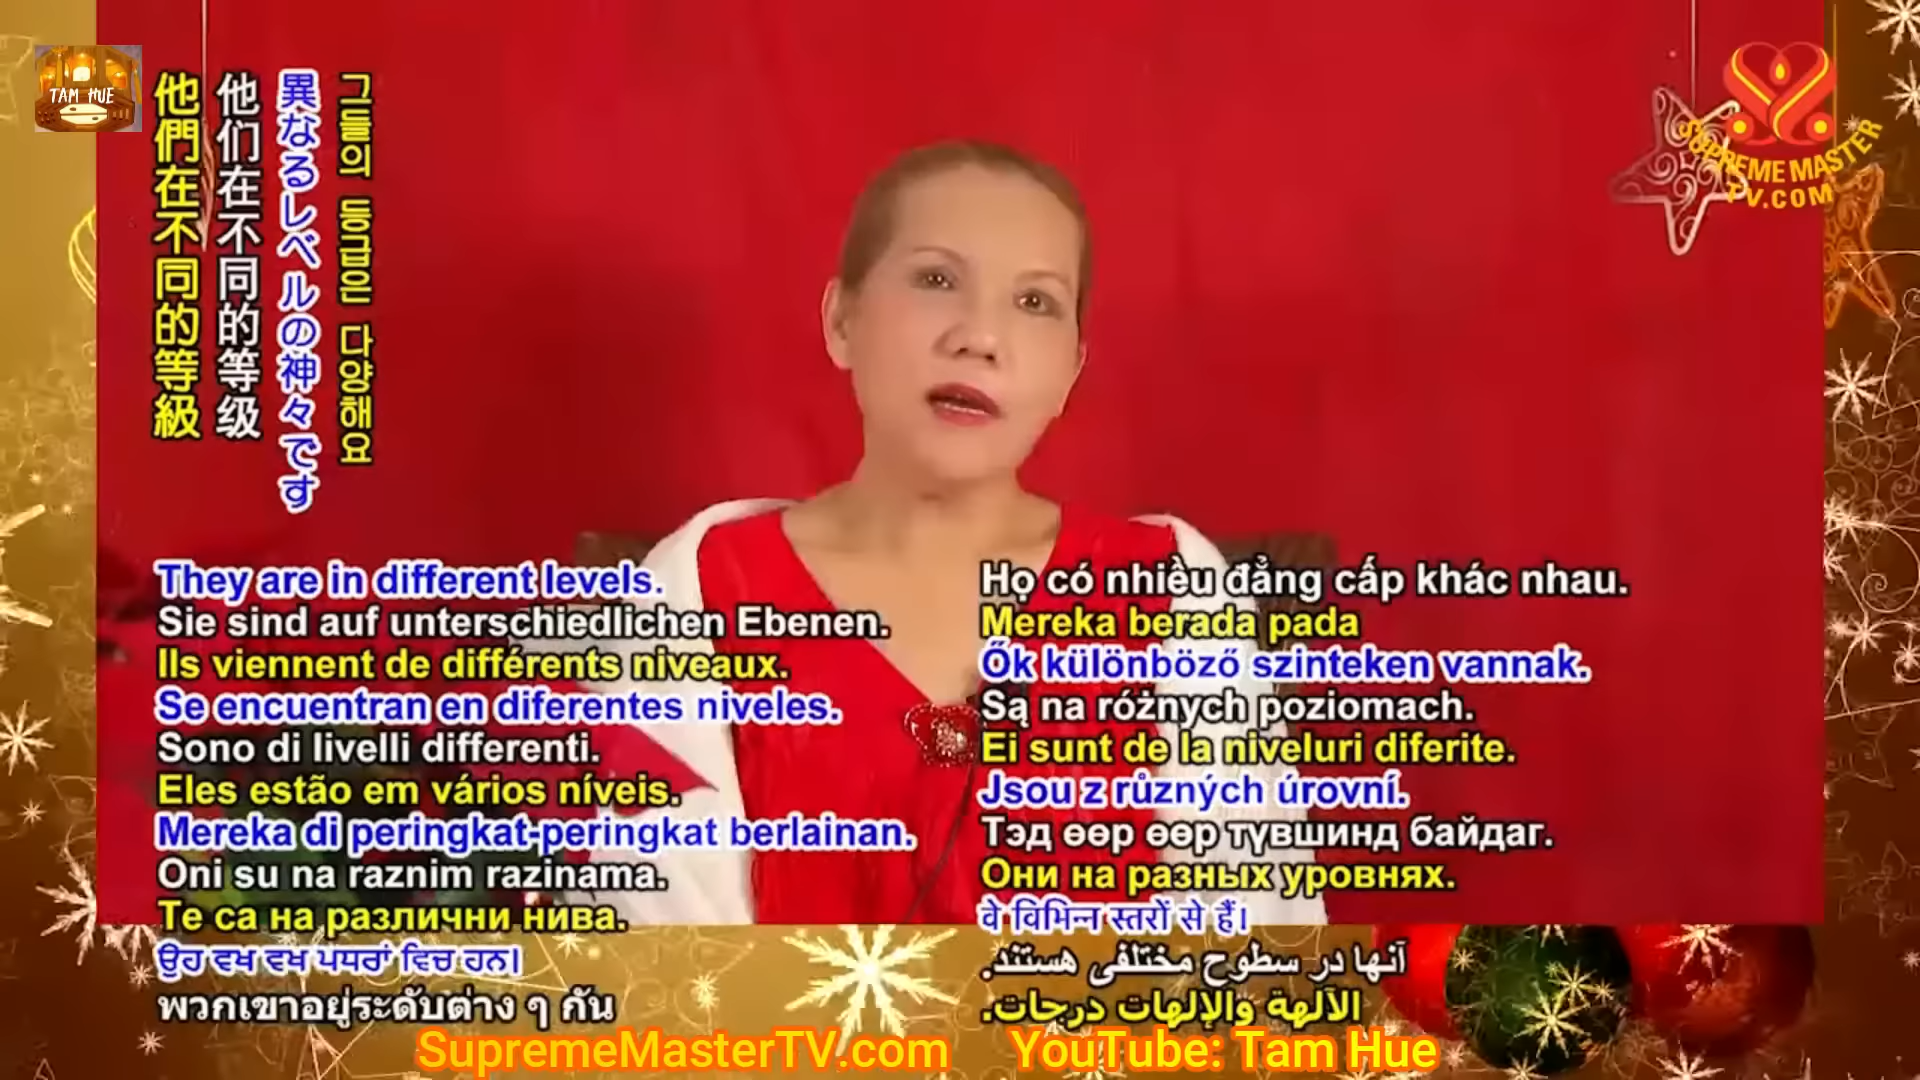 TAM HUE
SUPREME MASTER
TV.COM
他們在不同的等級
他们在不同的等级
異なるレベルの神々です
그들의 등급은 다양해요
They are in different levels.
Sie sind auf unterschiedlichen Ebenen.
Ils viennent de différents niveaux.
Se encuentran en diferentes niveles.
Sono di livelli differenti.
Eles estão em vários níveis.
Mereka di peringkat-peringkat berlainan.
Oni su na raznim razinama.
Те са на различни нива.
ਉਹ ਵਖ ਵਖ ਪਧਰਾਂ ਵਿਚ ਹਨ।
พวกเขาอยู่ระดับต่าง ๆ กัน
Họ có nhiều đẳng cấp khác nhau.
Mereka berada pada
Ők különböző szinteken vannak.
Są na różnych poziomach.
Ei sunt de la niveluri diferite.
Jsou z různých úrovní.
Тэд өөр өөр түвшинд байдаг.
Они на разных уровнях.
वे विभिन्न स्तरों से हैं।
آنها در سطوح مختلفی هستند.
الآلهة والإلهات درجات.
SupremeMasterTV.com
YouTube: Tam Hue